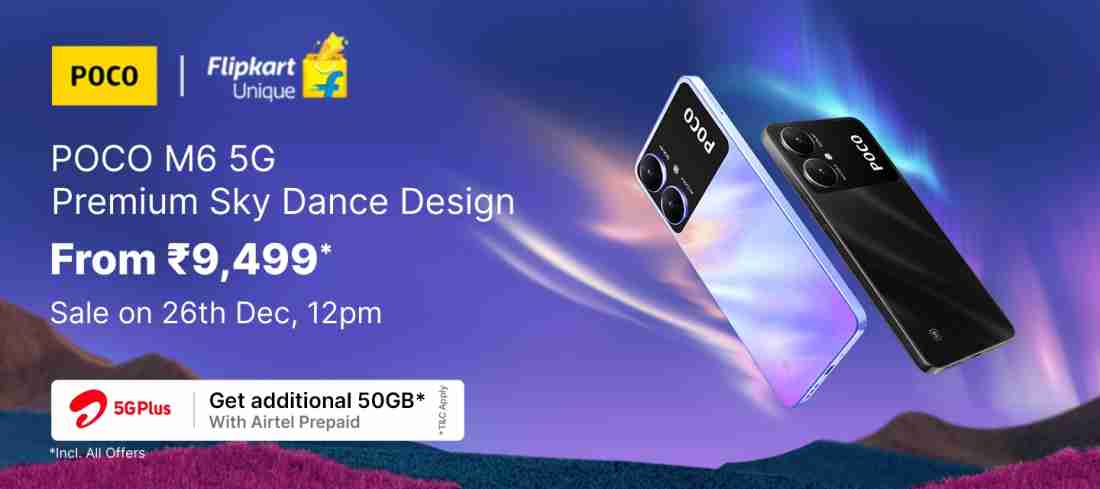 POCO
Flipkart
Unique
POCO M6 5G
Premium Sky Dance Design
From ₹9,499*
Sale on 26th Dec, 12pm
5G Plus
Get additional 50GB*
With Airtel Prepaid
*T&C Apply
*Incl. All Offers
POCO
POCO